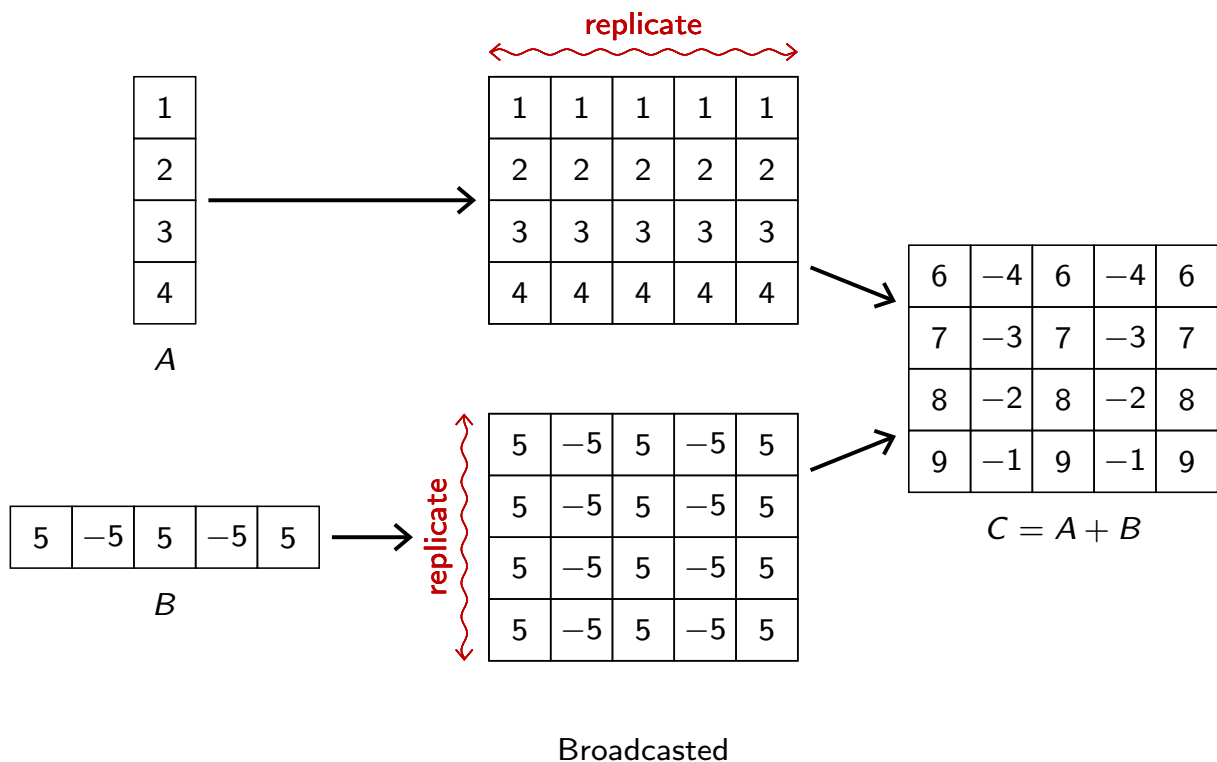 replicate
1
2
3
4
A
1 1 1 1 1
2 2 2 2 2
3 3 3 3 3
4 4 4 4 4
5 −5 5 −5 5
B
replicate
5 −5 5 −5 5
5 −5 5 −5 5
5 −5 5 −5 5
5 −5 5 −5 5
6 −4 6 −4 6
7 −3 7 −3 7
8 −2 8 −2 8
9 −1 9 −1 9
C = A + B
Broadcasted